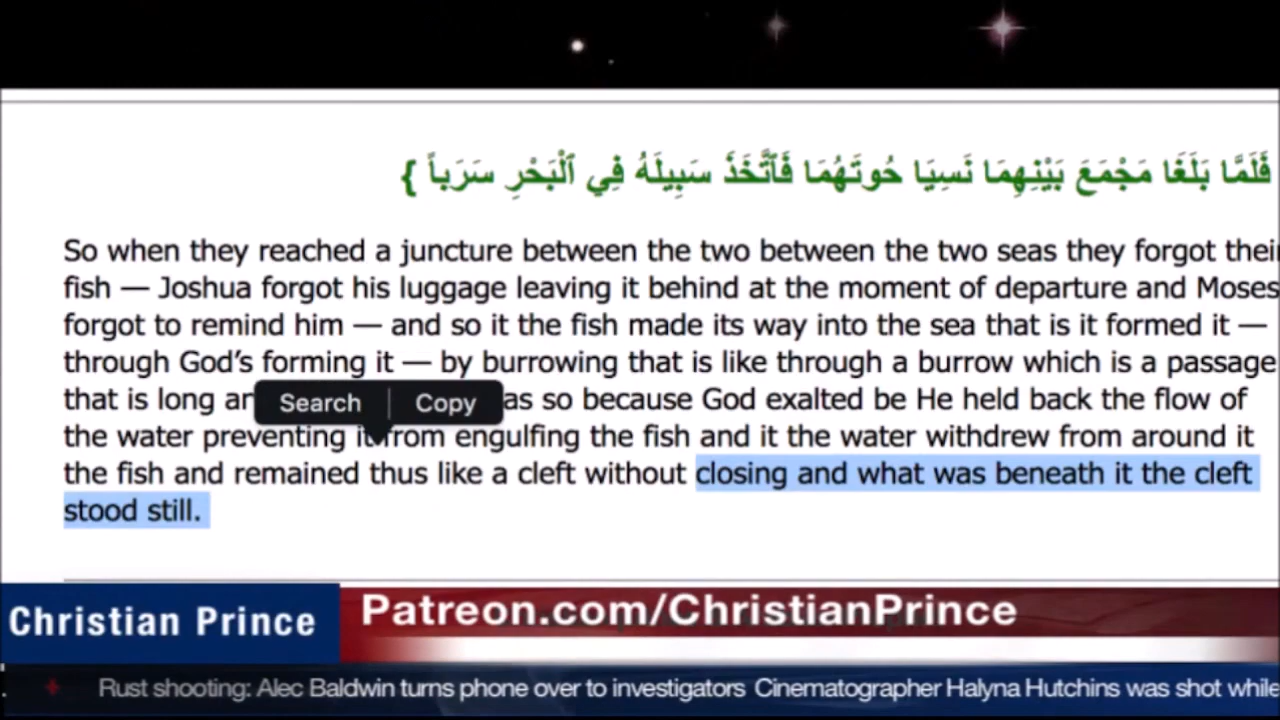 فَلَمَّا بَلَغَا مَجْمَعَ بَيْنِهِمَا نَسِيَا حُوتَهُمَا فَٱتَّخَذَ سَبِيلَهُ فِي ٱلْبَحْرِ سَرَباً }
So when they reached a juncture between the two between the two seas they forgot their
fish — Joshua forgot his luggage leaving it behind at the moment of departure and Moses
forgot to remind him — and so it the fish made its way into the sea that is it formed it —
through God’s forming it — by burrowing that is like through a burrow which is a passage
that is long as so because God exalted be He held back the flow of
Search Copy
the water preventing it from engulfing the fish and it the water withdrew from around it
the fish and remained thus like a cleft without closing and what was beneath it the cleft
stood still.
Christian Prince
Patreon.com/ChristianPrince
Rust shooting: Alec Baldwin turns phone over to investigators Cinematographer Halyna Hutchins was shot while